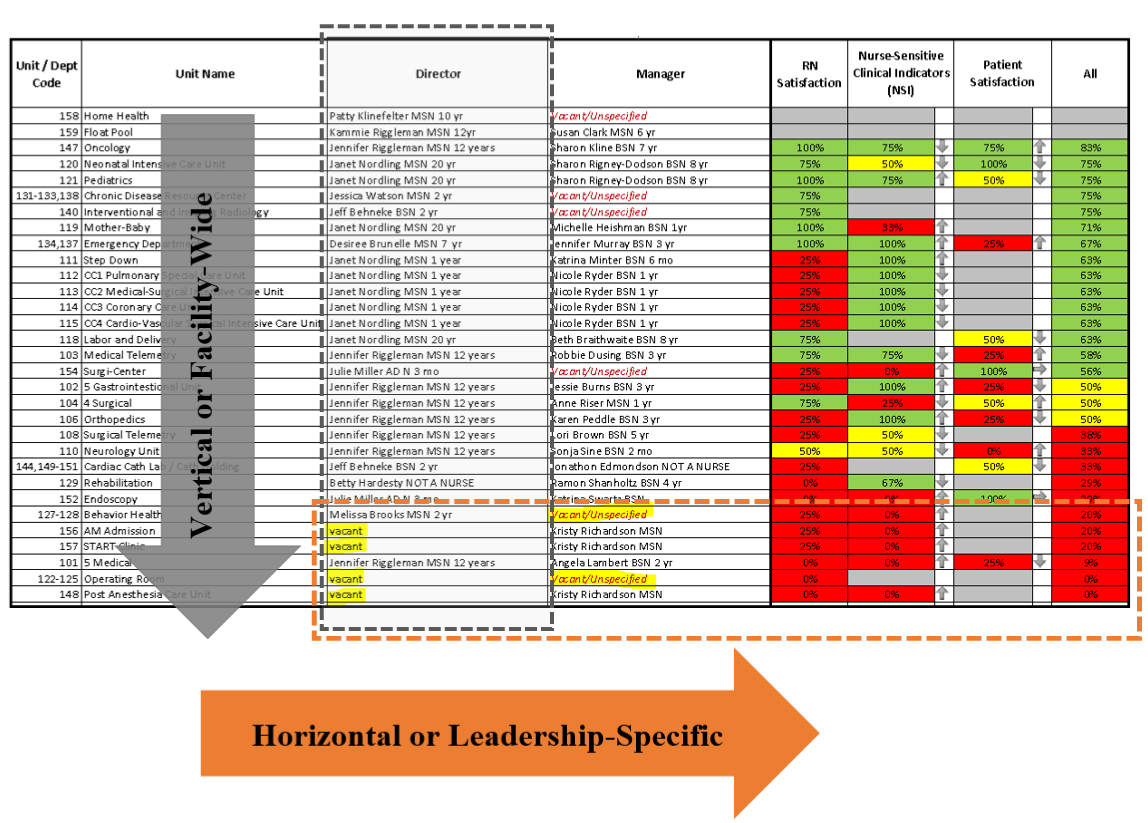 Unit / Dept Code Unit Name Director Manager RN Satisfaction Nurse-Sensitive Clinical Indicators (NSI) Patient Satisfaction All
158 Home Health Patty Klinefelter MSN 10 yr Vacant/Unspecified
159 Float Pool Kammie Riggleman MSN 12yr Susan Clark MSN 6 yr
147 Oncology Jennifer Riggleman MSN 12 years Sharon Kline BSN 7 yr 100% 75% 75% 83%
120 Neonatal Intensive Care Unit Janet Nordling MSN 20 yr Sharon Rigney-Dodson BSN 8 yr 75% 50% 100% 75%
121 Pediatrics Janet Nordling MSN 20 yr Sharon Rigney-Dodson BSN 8 yr 100% 75% 50% 75%
131-133,138 Chronic Disease Resource Center Jessica Watson MSN 2 yr Vacant/Unspecified 75% 75%
140 Interventional and Imaging Radiology Jeff Behneke BSN 2 yr Vacant/Unspecified 75% 75%
119 Mother-Baby Janet Nordling MSN 20 yr Michelle Heishman BSN 1yr 100% 33% 71%
134,137 Emergency Department Desiree Brunelle MSN 7 yr Jennifer Murray BSN 3 yr 100% 100% 25% 67%
111 Step Down Janet Nordling MSN 1 year Katrina Minter BSN 6 mo 25% 100% 63%
112 CC1 Pulmonary Special Care Unit Janet Nordling MSN 1 year Nicole Ryder BSN 1 yr 25% 100% 63%
113 CC2 Medical-Surgical Intensive Care Unit Janet Nordling MSN 1 year Nicole Ryder BSN 1 yr 25% 100% 63%
114 CC3 Coronary Care Unit Janet Nordling MSN 1 year Nicole Ryder BSN 1 yr 25% 100% 63%
115 CC4 Cardio-Vascular Surgical Intensive Care Unit Janet Nordling MSN 1 year Nicole Ryder BSN 1 yr 25% 100% 63%
118 Labor and Delivery Janet Nordling MSN 20 yr Beth Braithwaite BSN 8 yr 75% 50% 63%
103 Medical Telemetry Jennifer Riggleman MSN 12 years Robbie Dusing BSN 3 yr 75% 75% 25% 58%
154 Surgi-Center Julie Miller AD N 3 mo Vacant/Unspecified 25% 0% 100% 56%
102 5 Gastrointestional Unit Jennifer Riggleman MSN 12 years Jessie Burns BSN 3 yr 25% 100% 25% 50%
104 4 Surgical Jennifer Riggleman MSN 12 years Anne Riser MSN 1 yr 75% 25% 50% 50%
106 Orthopedics Jennifer Riggleman MSN 12 years Karen Peddle BSN 3 yr 25% 100% 25% 50%
108 Surgical Telemetry Jennifer Riggleman MSN 12 years Lori Brown BSN 5 yr 25% 50% 38%
110 Neurology Unit Jennifer Riggleman MSN 12 years Sonja Sine BSN 2 mo 50% 50% 0% 33%
144,149-151 Cardiac Cath Lab / Cath Holding Jeff Behneke BSN 2 yr Jonathon Edmondson NOT A NURSE 25% 50% 33%
129 Rehabilitation Betty Hardesty NOT A NURSE Ramon Shanholtz BSN 4 yr 0% 67% 29%
152 Endoscopy Julie Miller AD N 3 mo Katrina Swartz BSN 0% 0% 100% 20%
127-128 Behavior Health Melissa Brooks MSN 2 yr Vacant/Unspecified 25% 0% 20%
156 AM Admission vacant Kristy Richardson MSN 25% 0% 20%
157 START Clinic vacant Kristy Richardson MSN 25% 0% 20%
101 5 Medical Jennifer Riggleman MSN 12 years Angela Lambert BSN 2 yr 0% 0% 25% 9%
122-125 Operating Room vacant Vacant/Unspecified 0% 0%
148 Post Anesthesia Care Unit vacant Kristy Richardson MSN 0% 0% 0%
Vertical or Facility-Wide
Horizontal or Leadership-Specific